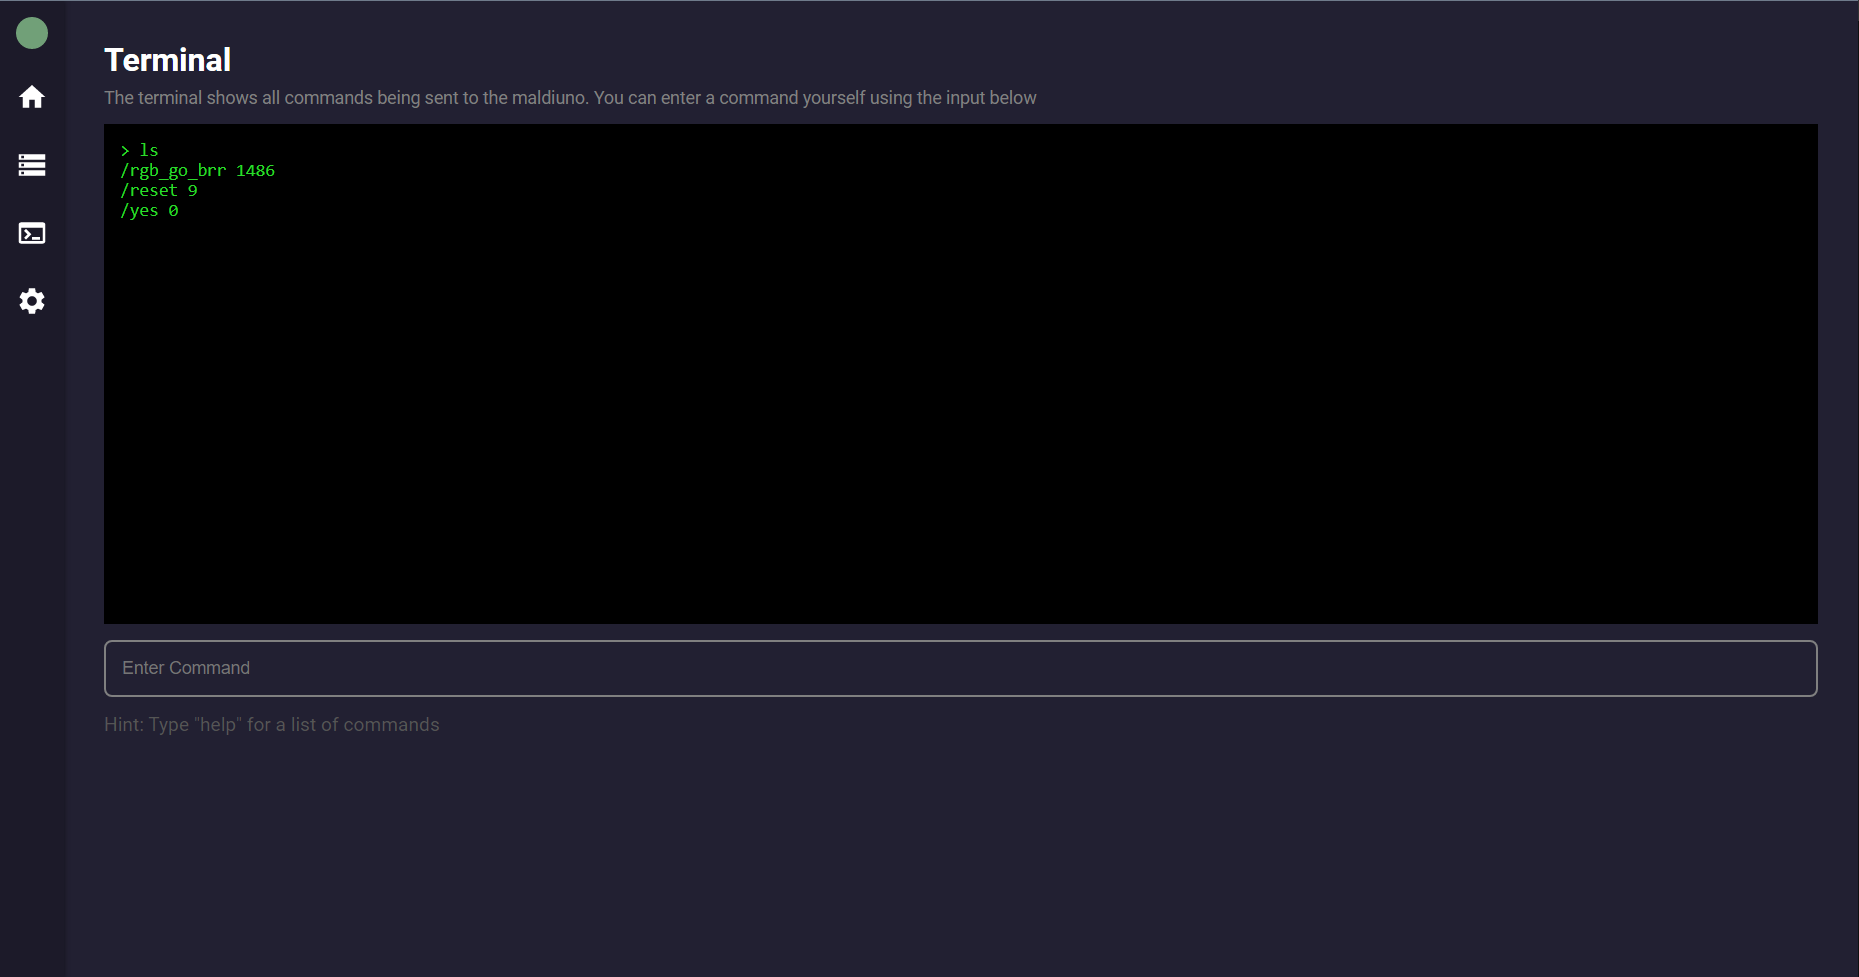 Terminal
The terminal shows all commands being sent to the maldiuno. You can enter a command yourself using the input below
> ls
/rgb_go_brr 1486
/reset 9
/yes 0
Enter Command
Hint: Type "help" for a list of commands